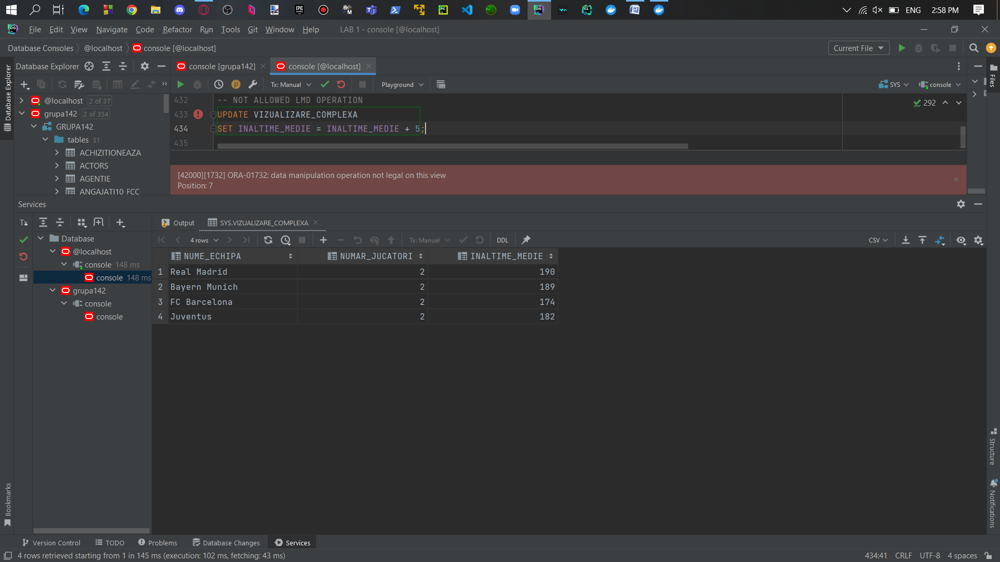 ENG
2:58 PM
File Edit View Navigate Code Refactor Run Tools Git Window Help LAB 1 - console [@localhost]
Database Consoles @localhost console [@localhost]
Current File
Database Explorer
console [grupa142]
console [@localhost]
Tx: Manual
Playground
SYS
console
Database Explorer
Files
@localhost 2 of 37
grupa142 2 of 354
GRUPA142
tables 31
ACHIZITIONEAZA
ACTORS
AGENTIE
ANGAJATI10_FCC
432 -- NOT ALLOWED LMD OPERATION
433 UPDATE VIZUALIZARE_COMPLEXA
434 SET INALTIME_MEDIE = INALTIME_MEDIE + 5;
435
292
[42000][1732] ORA-01732: data manipulation operation not legal on this view
Position: 7
Services
Tx
Database
@localhost
console 148 ms
console 148 ms
grupa142
console
console
Output
SYS.VIZUALIZARE_COMPLEXA
4 rows
Tx: Manual
DDL
CSV
NUME_ECHIPA NUMAR_JUCATORI INALTIME_MEDIE
1 Real Madrid 2 190
2 Bayern Munich 2 189
3 FC Barcelona 2 174
4 Juventus 2 182
Structure
Bookmarks
Notifications
Version Control TODO Problems Database Changes Services
4 rows retrieved starting from 1 in 145 ms (execution: 102 ms, fetching: 43 ms)
434:41 CRLF UTF-8 4 spaces